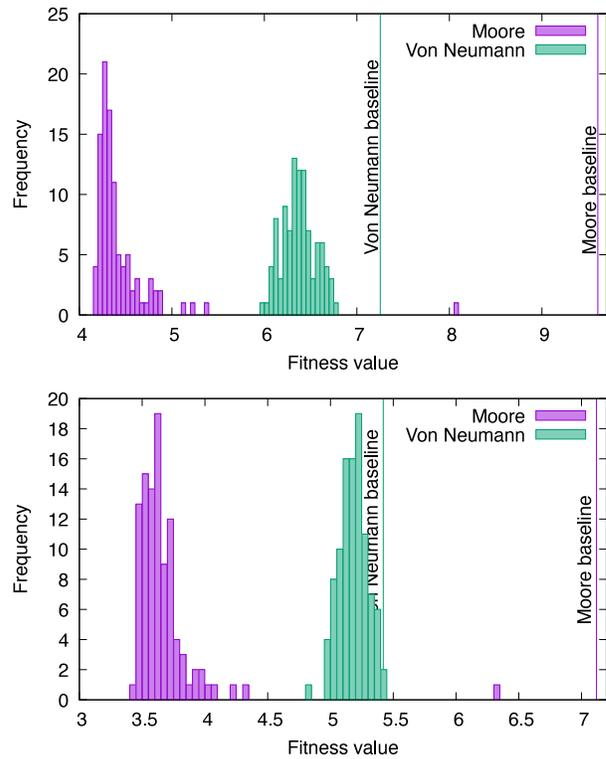 25
20
15
10
5
0
Frequency
Moore
Von Neumann
Von Neumann baseline
Moore baseline
4 5 6 7 8 9
Fitness value
20
18
16
14
12
10
8
6
4
2
0
Frequency
Moore
Von Neumann
Neumann baseline
Moore baseline
3 3.5 4 4.5 5 5.5 6 6.5 7
Fitness value